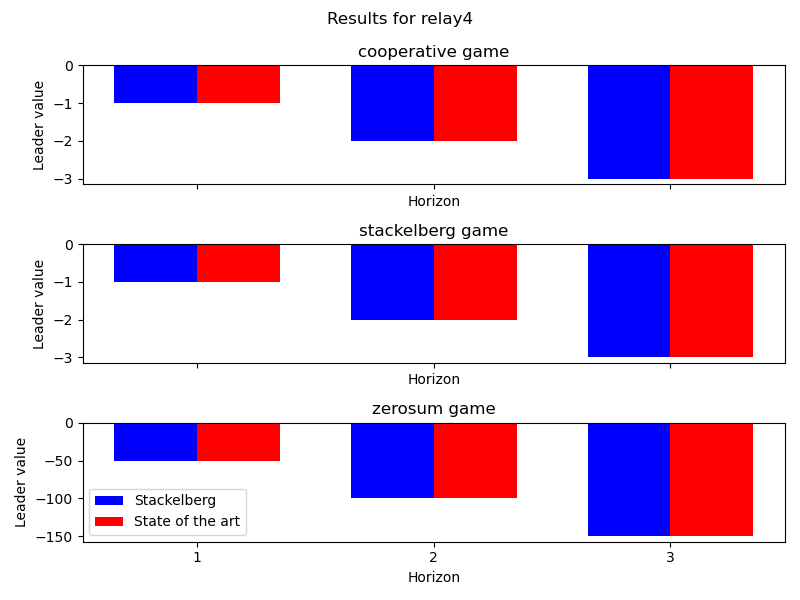 Results for relay4
cooperative game
Leader value
0
−1
−2
−3
Horizon
stackelberg game
Leader value
0
−1
−2
−3
Horizon
zerosum game
Leader value
0
−50
−100
−150
Stackelberg
State of the art
1 2 3
Horizon